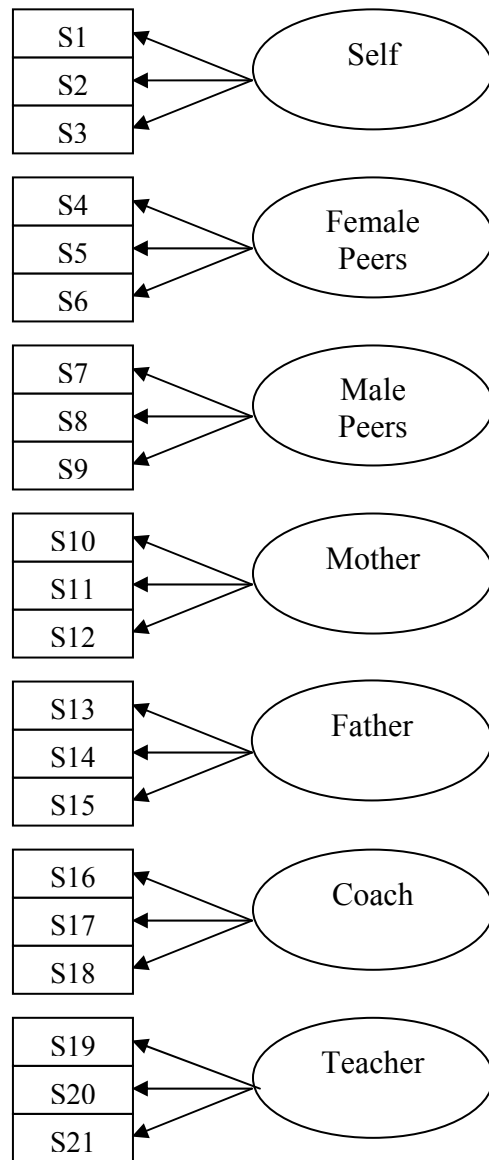 S1
S2
S3
Self
S4
S5
S6
Female
Peers
S7
S8
S9
Male
Peers
S10
S11
S12
Mother
S13
S14
S15
Father
S16
S17
S18
Coach
S19
S20
S21
Teacher